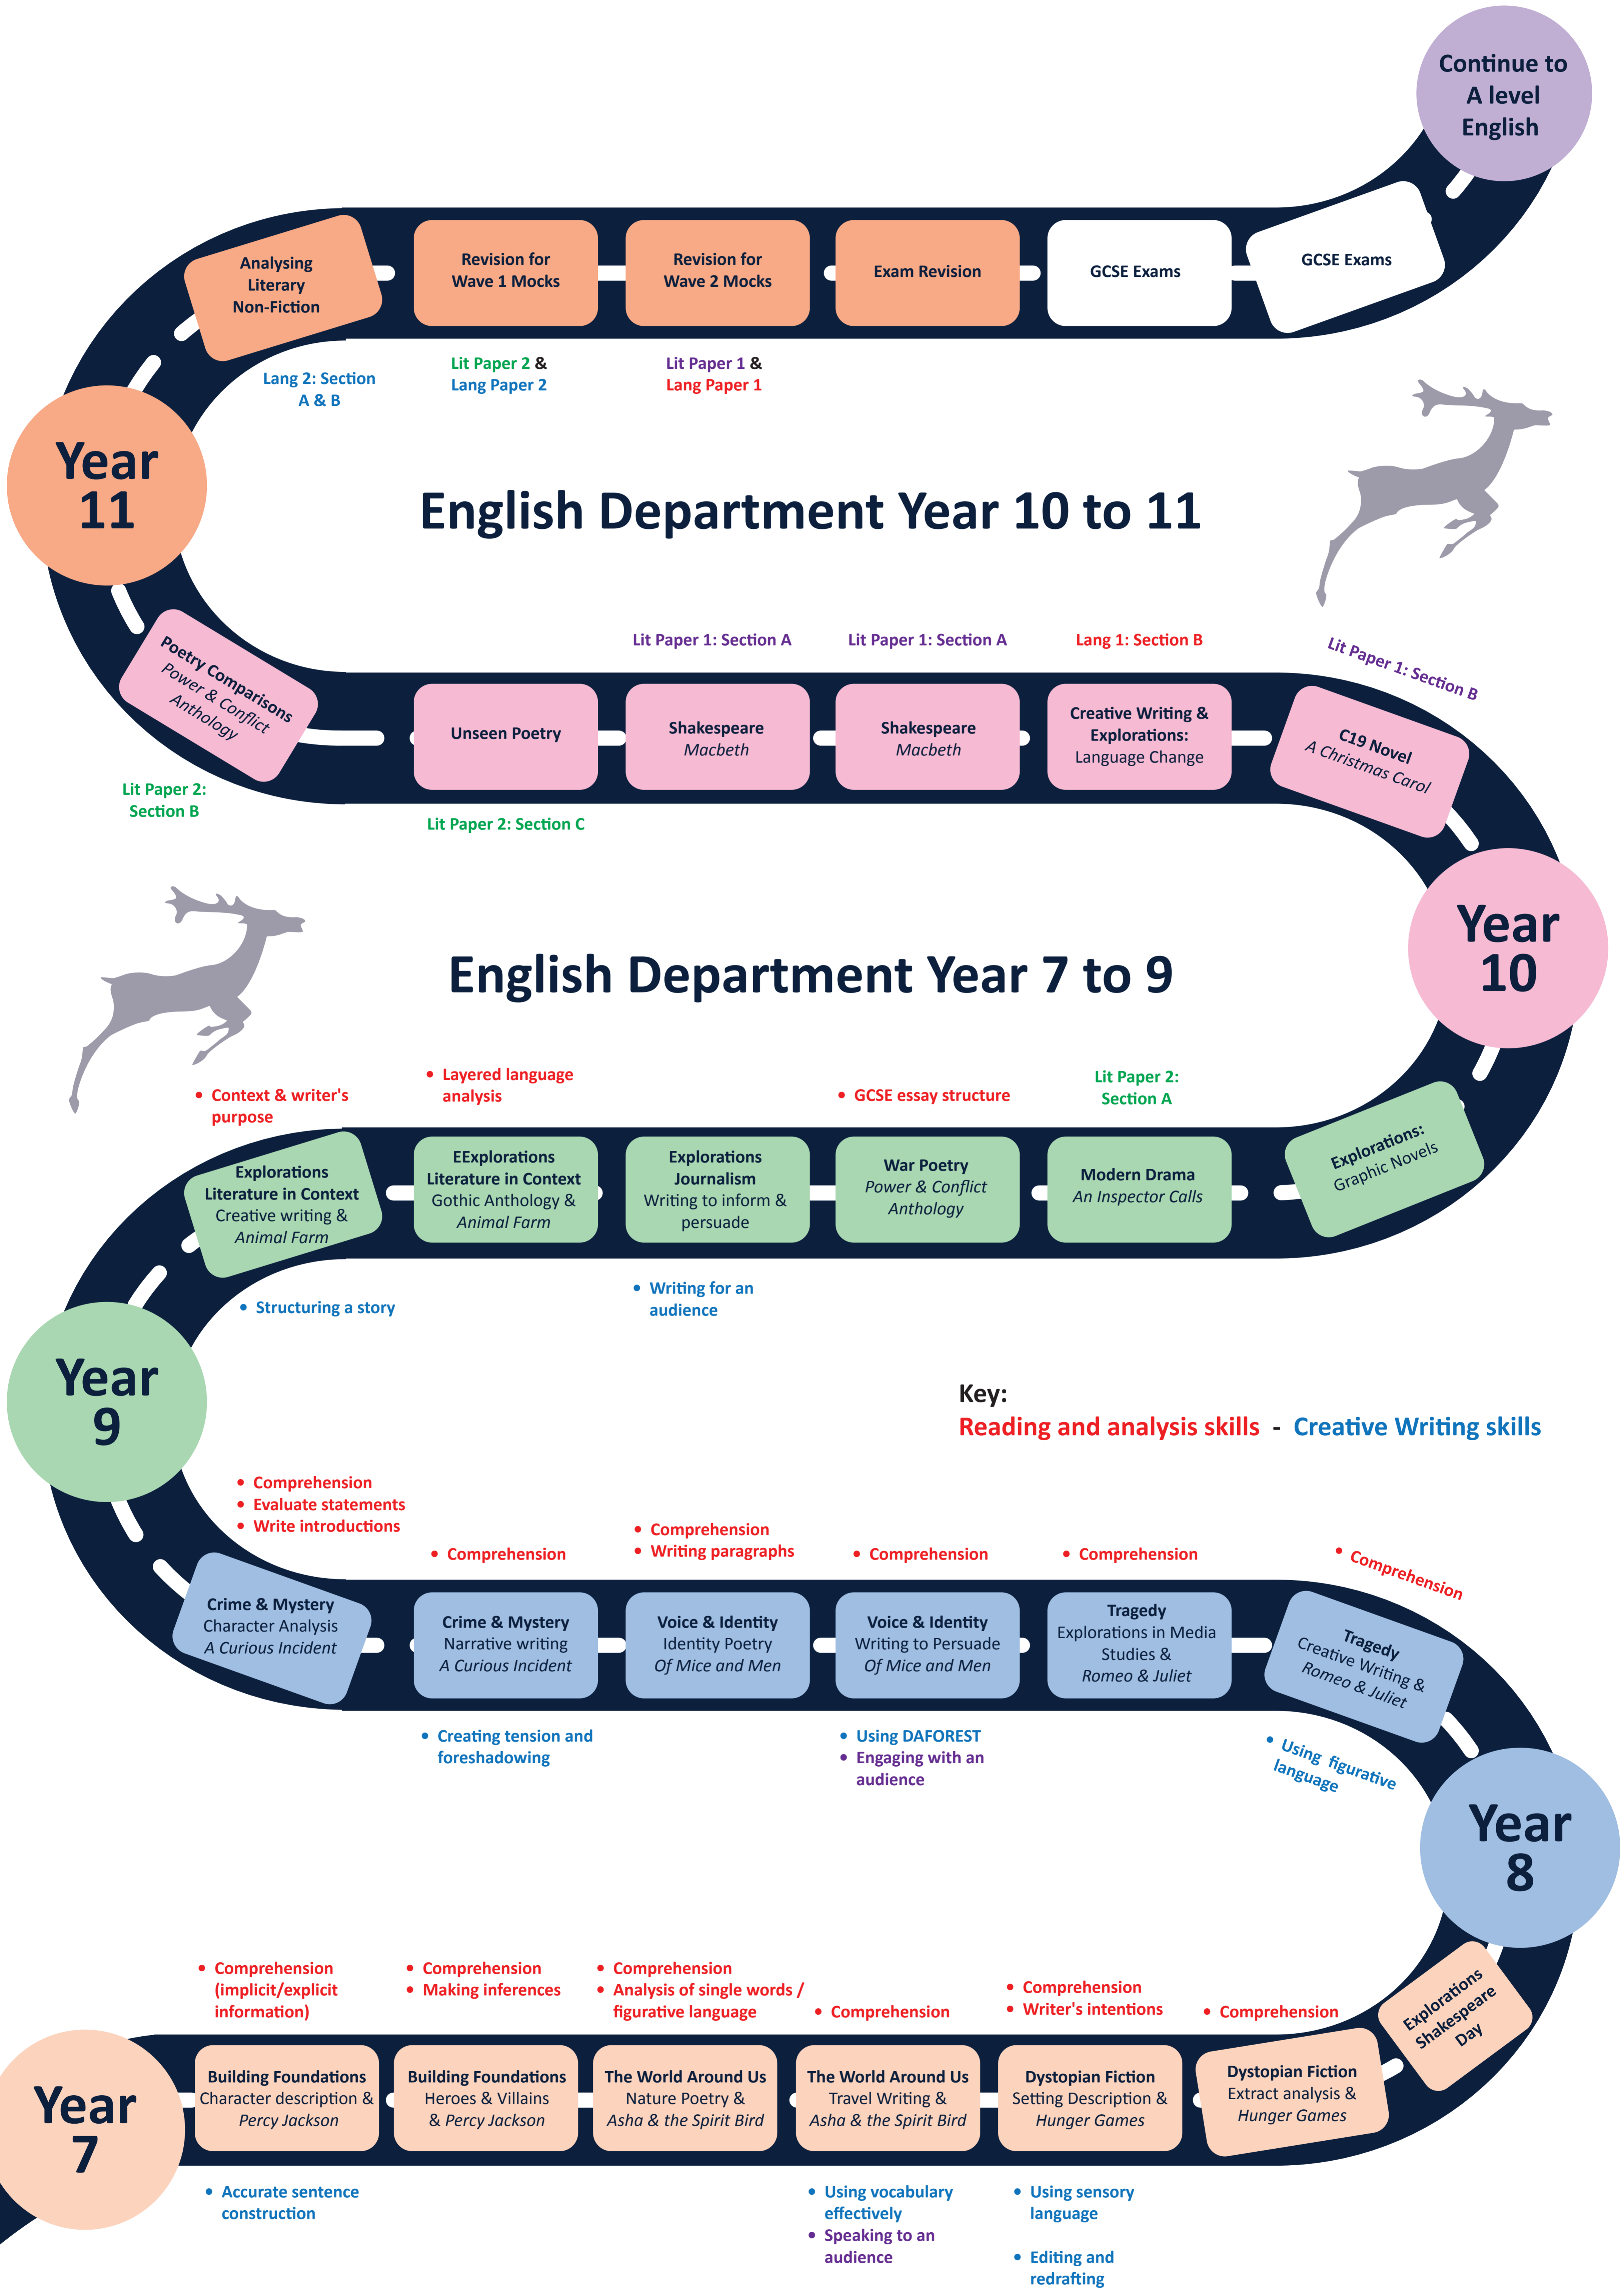 Continue to
A level
English
Analysing
Literary
Non-Fiction
Revision for
Wave 1 Mocks
Revision for
Wave 2 Mocks
Exam Revision
GCSE Exams
GCSE Exams
Lang 2: Section
A & B
Lit Paper 2 &
Lang Paper 2
Lit Paper 1 &
Lang Paper 1
Year
11
English Department Year 10 to 11
Lit Paper 1: Section A
Lit Paper 1: Section A
Lang 1: Section B
Lit Paper 1: Section B
Poetry Comparisons
Power & Conflict
Anthology
Unseen Poetry
Shakespeare
Macbeth
Shakespeare
Macbeth
Creative Writing &
Explorations:
Language Change
C19 Novel
A Christmas Carol
Lit Paper 2:
Section B
Lit Paper 2: Section C
Year
10
English Department Year 7 to 9
• Context & writer's
purpose
• Layered language
analysis
• GCSE essay structure
Lit Paper 2:
Section A
Explorations
Literature in Context
Creative writing &
Animal Farm
EExplorations
Literature in Context
Gothic Anthology &
Animal Farm
Explorations
Journalism
Writing to inform &
persuade
War Poetry
Power & Conflict
Anthology
Modern Drama
An Inspector Calls
Explorations:
Graphic Novels
• Structuring a story
• Writing for an
audience
Year
9
Key:
Reading and analysis skills - Creative Writing skills
• Comprehension
• Evaluate statements
• Write introductions
• Comprehension
• Comprehension
• Writing paragraphs
• Comprehension
• Comprehension
• Comprehension
Crime & Mystery
Character Analysis
A Curious Incident
Crime & Mystery
Narrative writing
A Curious Incident
Voice & Identity
Identity Poetry
Of Mice and Men
Voice & Identity
Writing to Persuade
Of Mice and Men
Tragedy
Explorations in Media
Studies &
Romeo & Juliet
Tragedy
Creative Writing &
Romeo & Juliet
• Creating tension and
foreshadowing
• Using DAFOREST
• Engaging with an
audience
• Using figurative
language
Year
8
• Comprehension
(implicit/explicit
information)
• Comprehension
• Making inferences
• Comprehension
• Analysis of single words /
figurative language
• Comprehension
• Comprehension
• Writer's intentions
• Comprehension
Explorations
Shakespeare
Day
Year
7
Building Foundations
Character description &
Percy Jackson
Building Foundations
Heroes & Villains
& Percy Jackson
The World Around Us
Nature Poetry &
Asha & the Spirit Bird
The World Around Us
Travel Writing &
Asha & the Spirit Bird
Dystopian Fiction
Setting Description &
Hunger Games
Dystopian Fiction
Extract analysis &
Hunger Games
• Accurate sentence
construction
• Using vocabulary
effectively
• Speaking to an
audience
• Using sensory
language
• Editing and
redrafting